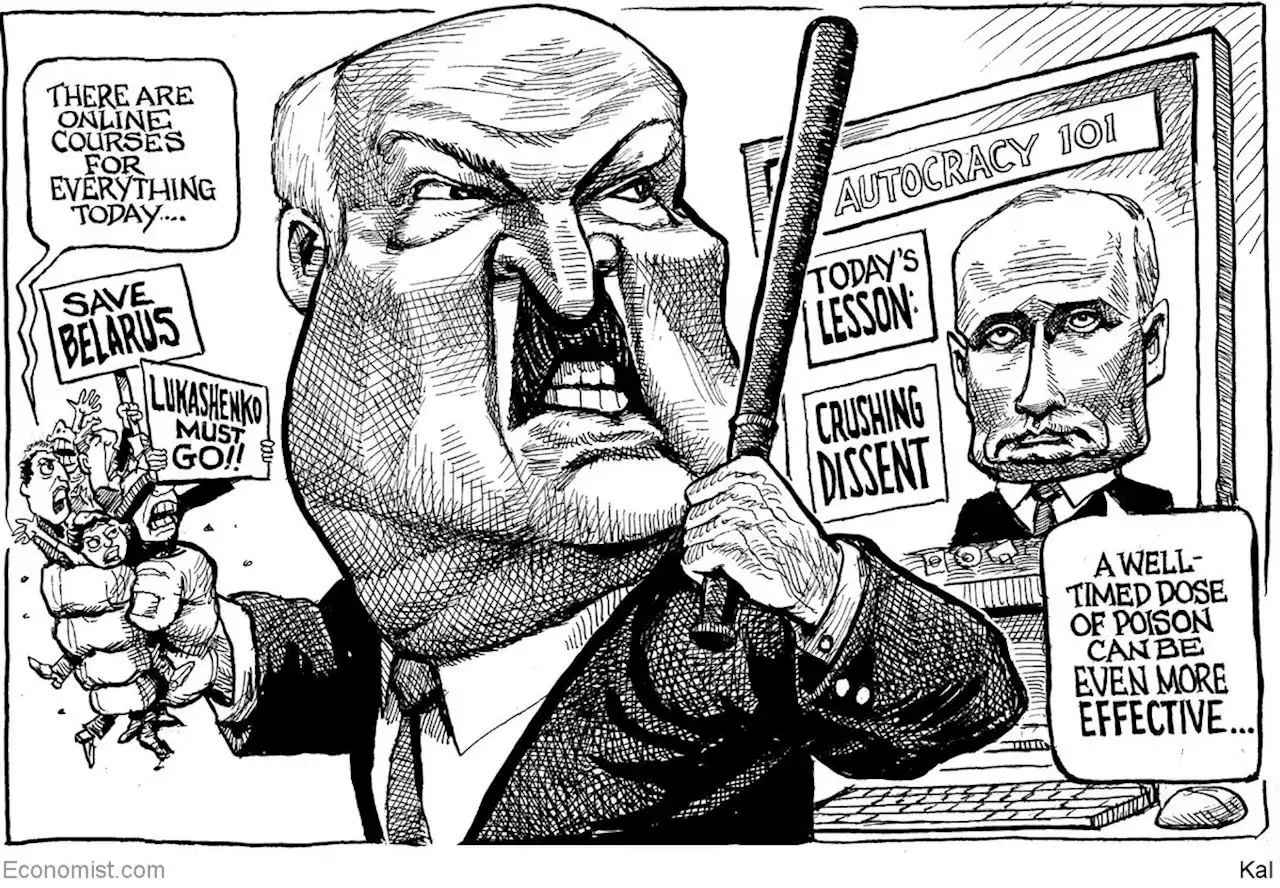 THERE ARE
ONLINE
COURSES
FOR
EVERYTHING
TODAY....
SAVE
BELARUS
LUKASHENKO
MUST
GO!!
AUTOCRACY 101
TODAY'S
LESSON:
CRUSHING
DISSENT
A WELL-
TIMED DOSE
OF POISON
CAN BE
EVEN MORE
EFFECTIVE...
Economist.com
Kal